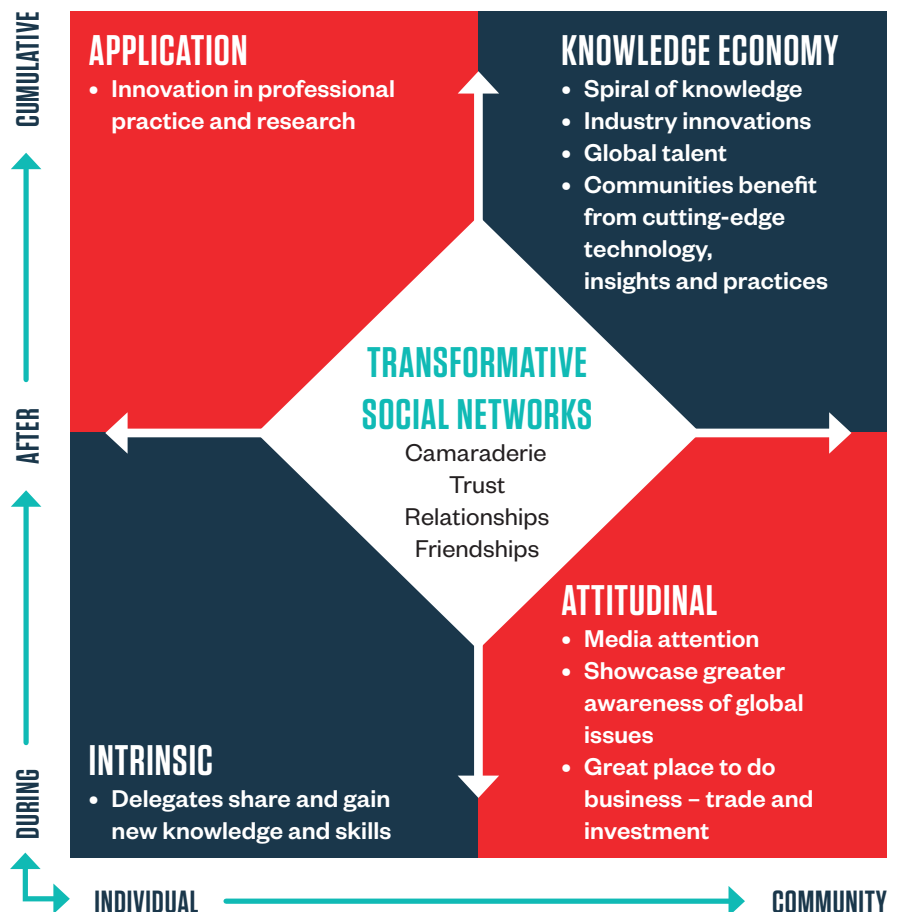 CUMULATIVE
AFTER
DURING
APPLICATION
• Innovation in professional
practice and research
KNOWLEDGE ECONOMY
• Spiral of knowledge
• Industry innovations
• Global talent
• Communities benefit
from cutting-edge
technology,
insights and practices
TRANSFORMATIVE
SOCIAL NETWORKS
Camaraderie
Trust
Relationships
Friendships
INTRINSIC
• Delegates share and gain
new knowledge and skills
ATTITUDINAL
• Media attention
• Showcase greater
awareness of global
issues
• Great place to do
business – trade and
investment
INDIVIDUAL
COMMUNITY